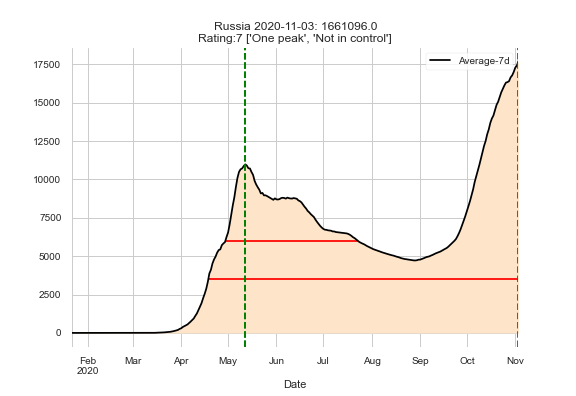 Russia 2020-11-03: 1661096.0
Rating:7 ['One peak', 'Not in control']
Average-7d
17500
15000
12500
10000
7500
5000
2500
0
Feb Mar Apr May Jun Jul Aug Sep Oct Nov
2020
Date